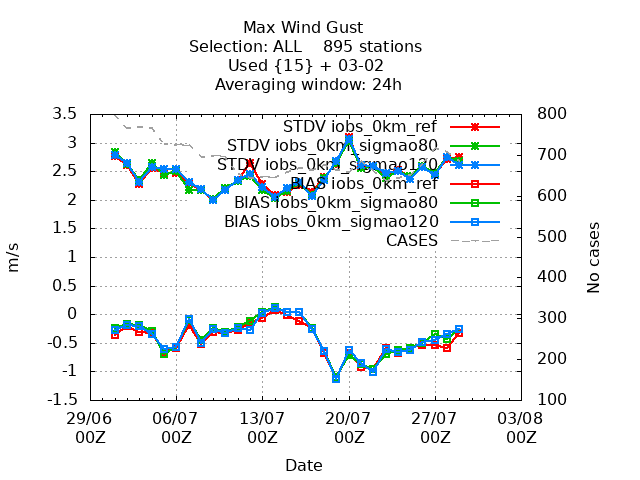 Max Wind Gust
Selection: ALL    895 stations
Used {15} + 03-02
Averaging window: 24h
3.5
3
2.5
2
1.5
1
0.5
0
-0.5
-1
-1.5
m/s
800
700
600
500
400
300
200
100
No cases
STDV iobs_0km_ref
STDV iobs_0km_sigmao80
STDV iobs_0km_sigmao120
BIAS iobs_0km_ref
BIAS iobs_0km_sigmao80
BIAS iobs_0km_sigmao120
CASES
29/06 06/07 13/07 20/07 27/07 03/08
00Z 00Z 00Z 00Z 00Z 00Z
Date